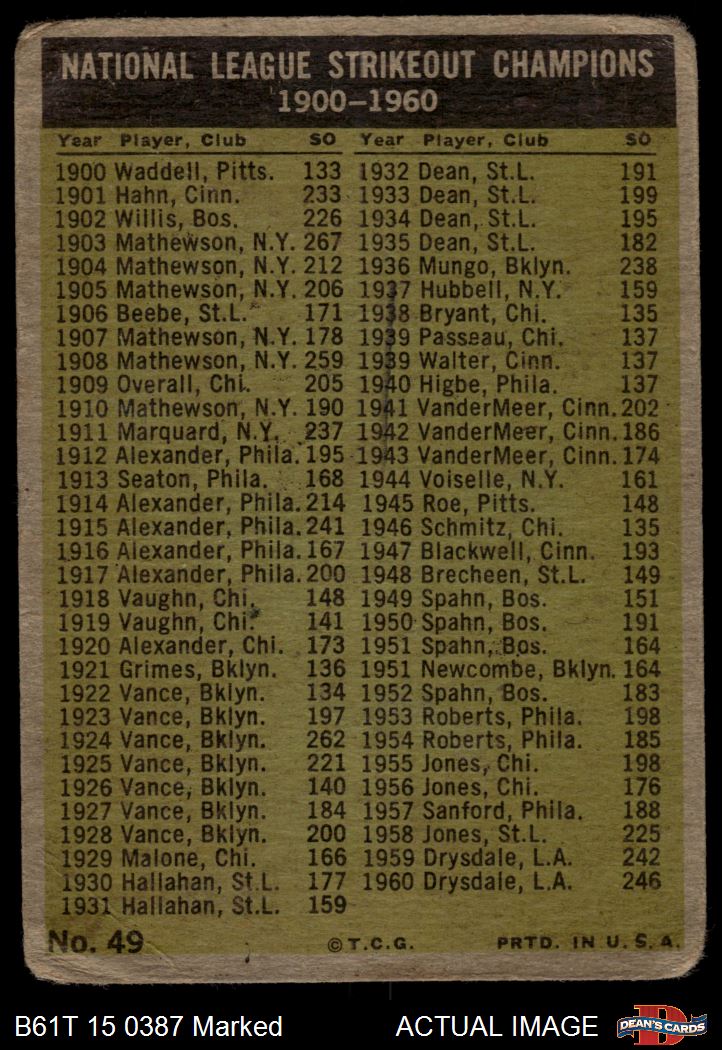 NATIONAL LEAGUE STRIKEOUT CHAMPIONS
1900-1960
Year Player, Club SO
1900 Waddell, Pitts. 133
1901 Hahn, Cinn. 233
1902 Willis, Bos. 226
1903 Mathewson, N.Y. 267
1904 Mathewson, N.Y. 212
1905 Mathewson, N.Y. 206
1906 Beebe, St.L. 171
1907 Mathewson, N.Y. 178
1908 Mathewson, N.Y. 259
1909 Overall, Chi. 205
1910 Mathewson, N.Y. 190
1911 Marquard, N.Y. 237
1912 Alexander, Phila. 195
1913 Seaton, Phila. 168
1914 Alexander, Phila. 214
1915 Alexander, Phila. 241
1916 Alexander, Phila. 167
1917 Alexander, Phila. 200
1918 Vaughn, Chi. 148
1919 Vaughn, Chi. 141
1920 Alexander, Chi. 173
1921 Grimes, Bklyn. 136
1922 Vance, Bklyn. 134
1923 Vance, Bklyn. 197
1924 Vance, Bklyn. 262
1925 Vance, Bklyn. 221
1926 Vance, Bklyn. 140
1927 Vance, Bklyn. 184
1928 Vance, Bklyn. 200
1929 Malone, Chi. 166
1930 Hallahan, St.L. 177
1931 Hallahan, St.L. 159
Year Player, Club SO
1932 Dean, St.L. 191
1933 Dean, St.L. 199
1934 Dean, St.L. 195
1935 Dean, St.L. 182
1936 Mungo, Bklyn. 238
1937 Hubbell, N.Y. 159
1938 Bryant, Chi. 135
1939 Passeau, Chi. 137
1939 Walter, Cinn. 137
1940 Higbe, Phila. 137
1941 VanderMeer, Cinn. 202
1942 VanderMeer, Cinn. 186
1943 VanderMeer, Cinn. 174
1944 Voiselle, N.Y. 161
1945 Roe, Pitts. 148
1946 Schmitz, Chi. 135
1947 Blackwell, Cinn. 193
1948 Brecheen, St.L. 149
1949 Spahn, Bos. 151
1950 Spahn, Bos. 191
1951 Spahn, Bos. 164
1951 Newcombe, Bklyn. 164
1952 Spahn, Bos. 183
1953 Roberts, Phila. 198
1954 Roberts, Phila. 185
1955 Jones, Chi. 198
1956 Jones, Chi. 176
1957 Sanford, Phila. 188
1958 Jones, St.L. 225
1959 Drysdale, L.A. 242
1960 Drysdale, L.A. 246
No. 49 ©T.C.G. PRTD. IN U.S.A.
B61T 15 0387 Marked ACTUAL IMAGE D DEAN'S CARDS